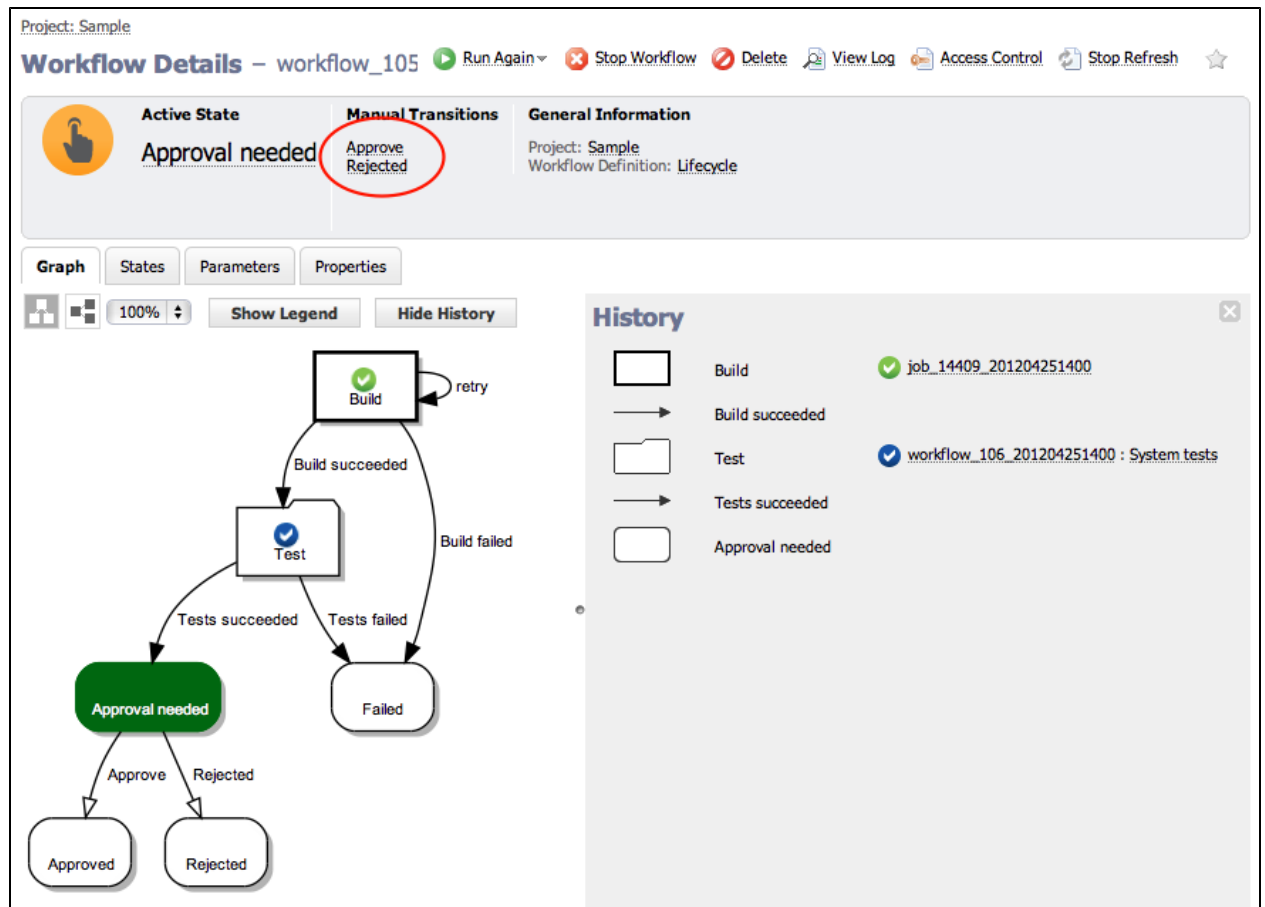 Project: Sample
Workflow Details – workflow_105
Run Again
Stop Workflow
Delete
View Log
Access Control
Stop Refresh
Active State
Approval needed
Manual Transitions
Approve
Rejected
General Information
Project: Sample
Workflow Definition: Lifecycle
Graph
States
Parameters
Properties
100%
Show Legend
Hide History
Build
retry
Build succeeded
Test
Build failed
Tests succeeded
Tests failed
Approval needed
Failed
Approve
Rejected
Approved
Rejected
History
Build
job_14409_201204251400
Build succeeded
Test
workflow_106_201204251400 : System tests
Tests succeeded
Approval needed